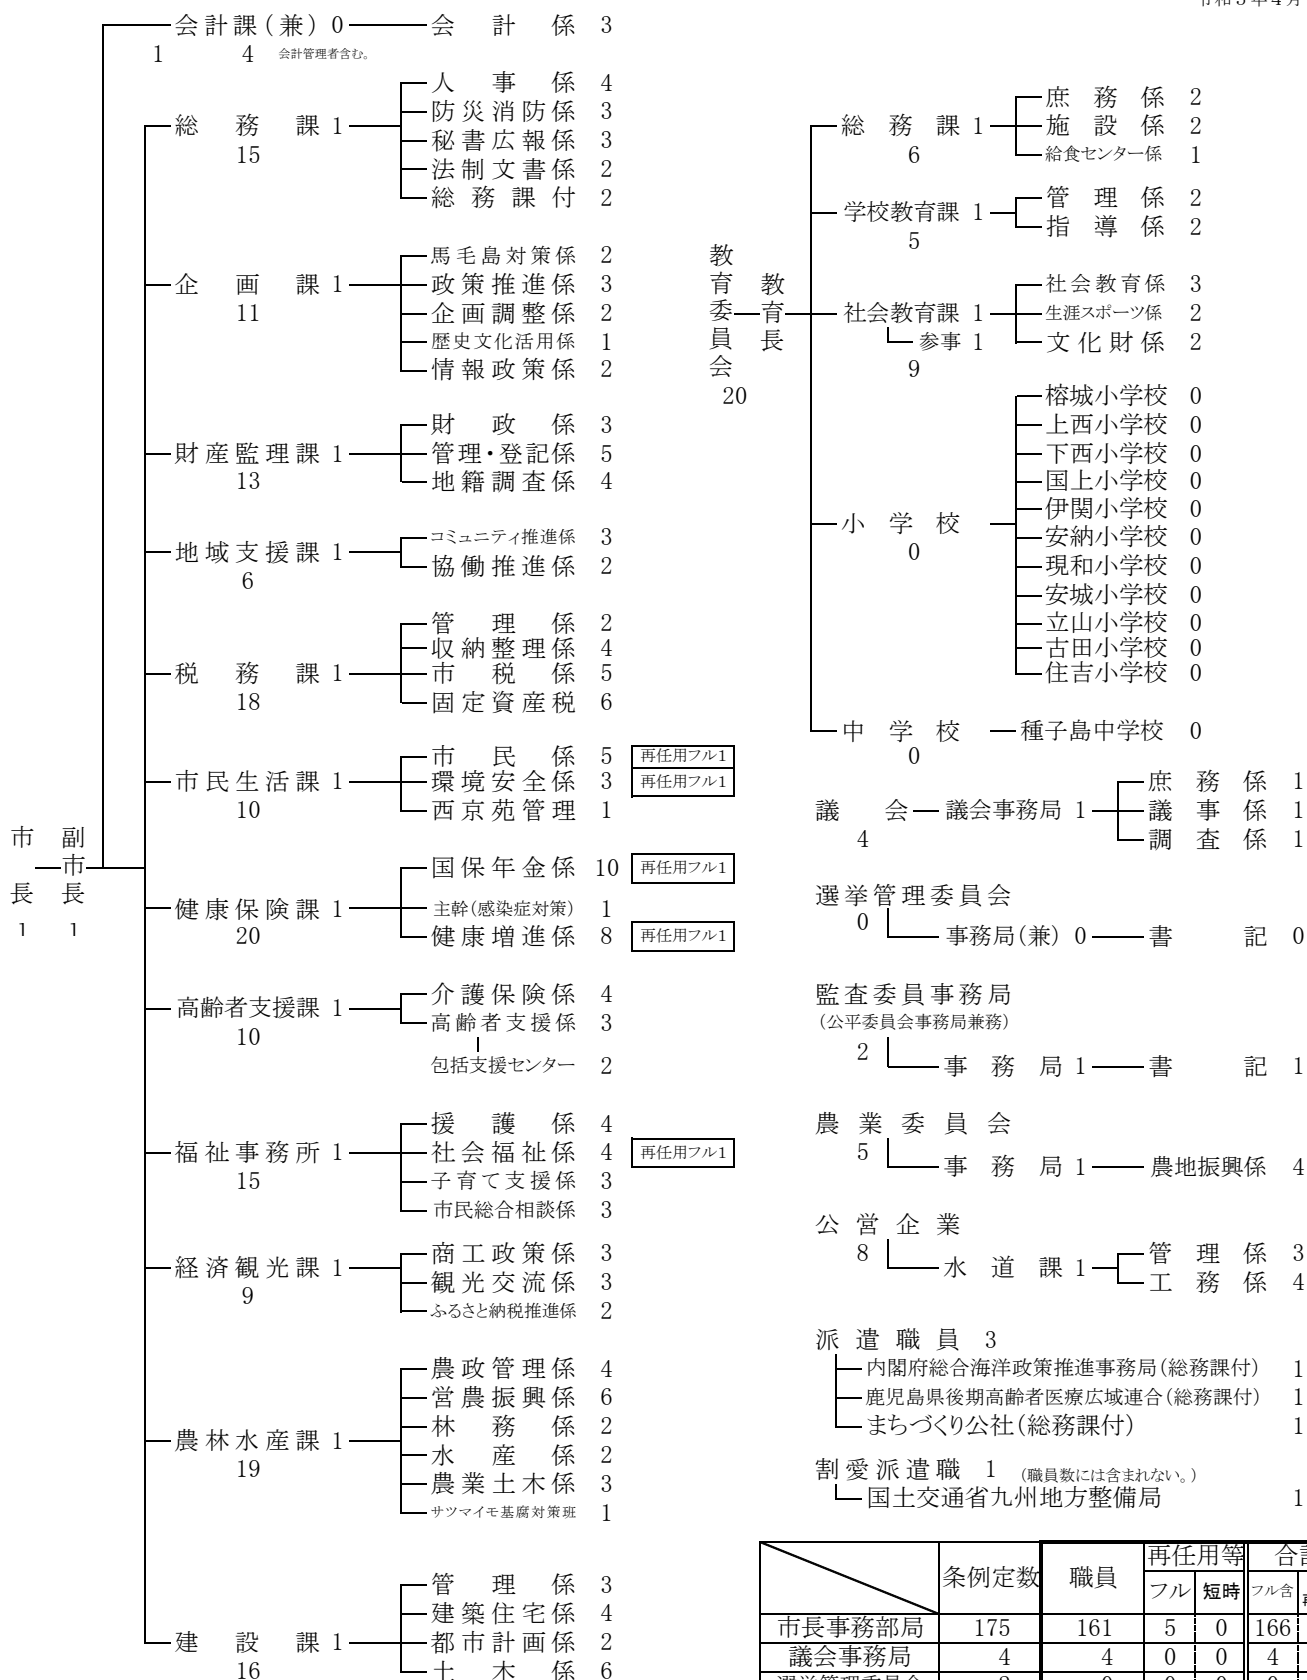 会計課(兼) 0 会計係 3
1 4 会計管理者含む。
総務課 1
15
人事係 4
防災消防係 3
秘書広報係 3
法制文書係 2
総務課付 2
企画課 1
11
馬毛島対策係 2
政策推進係 3
企画調整係 2
歴史文化活用係 1
情報政策係 2
財産監理課 1
13
財政係 3
管理・登記係 5
地籍調査係 4
地域支援課 1
6
コミュニティ推進係 3
協働推進係 2
税務課 1
18
管理係 2
収納整理係 4
市税係 5
固定資産税 6
市民生活課 1
10
市民係 5 再任用フル1
環境安全係 3 再任用フル1
西京苑管理 1
市長 1
副市長 1
健康保険課 1
20
国保年金係 10 再任用フル1
主幹(感染症対策) 1
健康増進係 8 再任用フル1
高齢者支援課 1
10
介護保険係 4
高齢者支援係 3
包括支援センター 2
福祉事務所 1
15
援護係 4
社会福祉係 4 再任用フル1
子育て支援係 3
市民総合相談係 3
経済観光課 1
9
商工政策係 3
観光交流係 3
ふるさと納税推進係 2
農林水産課 1
19
農政管理係 4
営農振興係 6
林務係 2
水産係 2
農業土木係 3
サツマイモ基腐対策班 1
建設課 1
16
管理係 3
建築住宅係 4
都市計画係 2
土木係 6
教育委員会
20
教育長
総務課 1
6
庶務係 2
施設係 2
給食センター係 1
学校教育課 1
5
管理係 2
指導係 2
社会教育課 1
参事 1
9
社会教育係 3
生涯スポーツ係 2
文化財係 2
小学校
0
榕城小学校 0
上西小学校 0
下西小学校 0
国上小学校 0
伊関小学校 0
安納小学校 0
現和小学校 0
安城小学校 0
立山小学校 0
古田小学校 0
住吉小学校 0
中学校 種子島中学校 0
0
議会 議会事務局 1
4
庶務係 1
議事係 1
調査係 1
選挙管理委員会
0
事務局(兼) 0 書記 0
監査委員事務局
(公平委員会事務局兼務)
2
事務局 1 書記 1
農業委員会
5
事務局 1 農地振興係 4
公営企業
8
水道課 1
管理係 3
工務係 4
派遣職員 3
内閣府総合海洋政策推進事務局(総務課付) 1
鹿児島県後期高齢者医療広域連合(総務課付) 1
まちづくり公社(総務課付) 1
割愛派遣職 1 (職員数には含まれない。)
国土交通省九州地方整備局 1
条例定数 職員 再任用等
フル 短時 フル含
市長事務部局 175 161 5 0 166
議会事務局 4 4 0 0 4